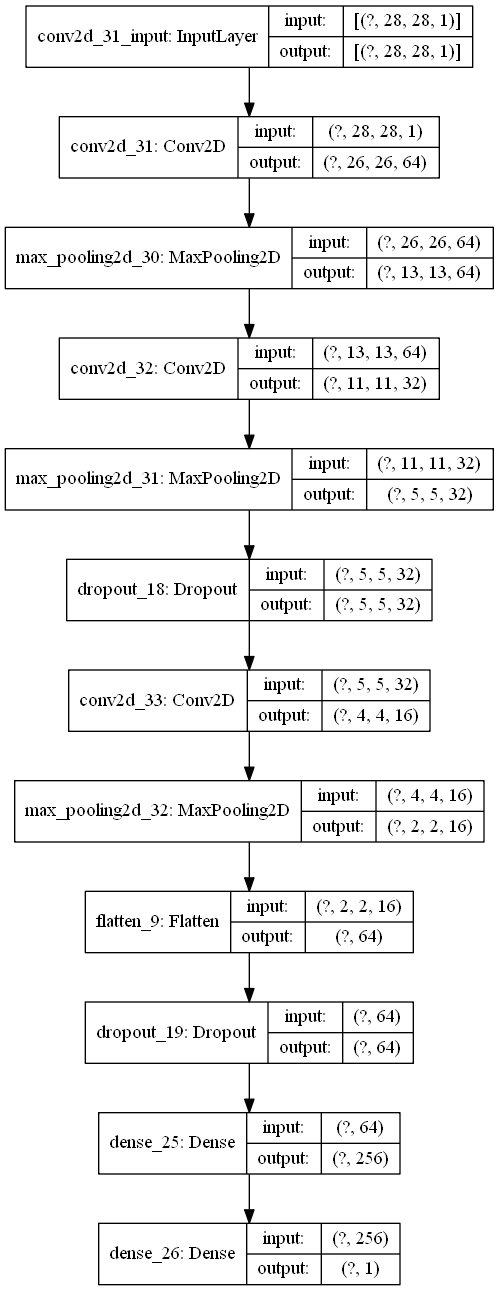 conv2d_31_input: InputLayer input: [(?, 28, 28, 1)]
output: [(?, 28, 28, 1)]
conv2d_31: Conv2D input: (?, 28, 28, 1)
output: (?, 26, 26, 64)
max_pooling2d_30: MaxPooling2D input: (?, 26, 26, 64)
output: (?, 13, 13, 64)
conv2d_32: Conv2D input: (?, 13, 13, 64)
output: (?, 11, 11, 32)
max_pooling2d_31: MaxPooling2D input: (?, 11, 11, 32)
output: (?, 5, 5, 32)
dropout_18: Dropout input: (?, 5, 5, 32)
output: (?, 5, 5, 32)
conv2d_33: Conv2D input: (?, 5, 5, 32)
output: (?, 4, 4, 16)
max_pooling2d_32: MaxPooling2D input: (?, 4, 4, 16)
output: (?, 2, 2, 16)
flatten_9: Flatten input: (?, 2, 2, 16)
output: (?, 64)
dropout_19: Dropout input: (?, 64)
output: (?, 64)
dense_25: Dense input: (?, 64)
output: (?, 256)
dense_26: Dense input: (?, 256)
output: (?, 1)